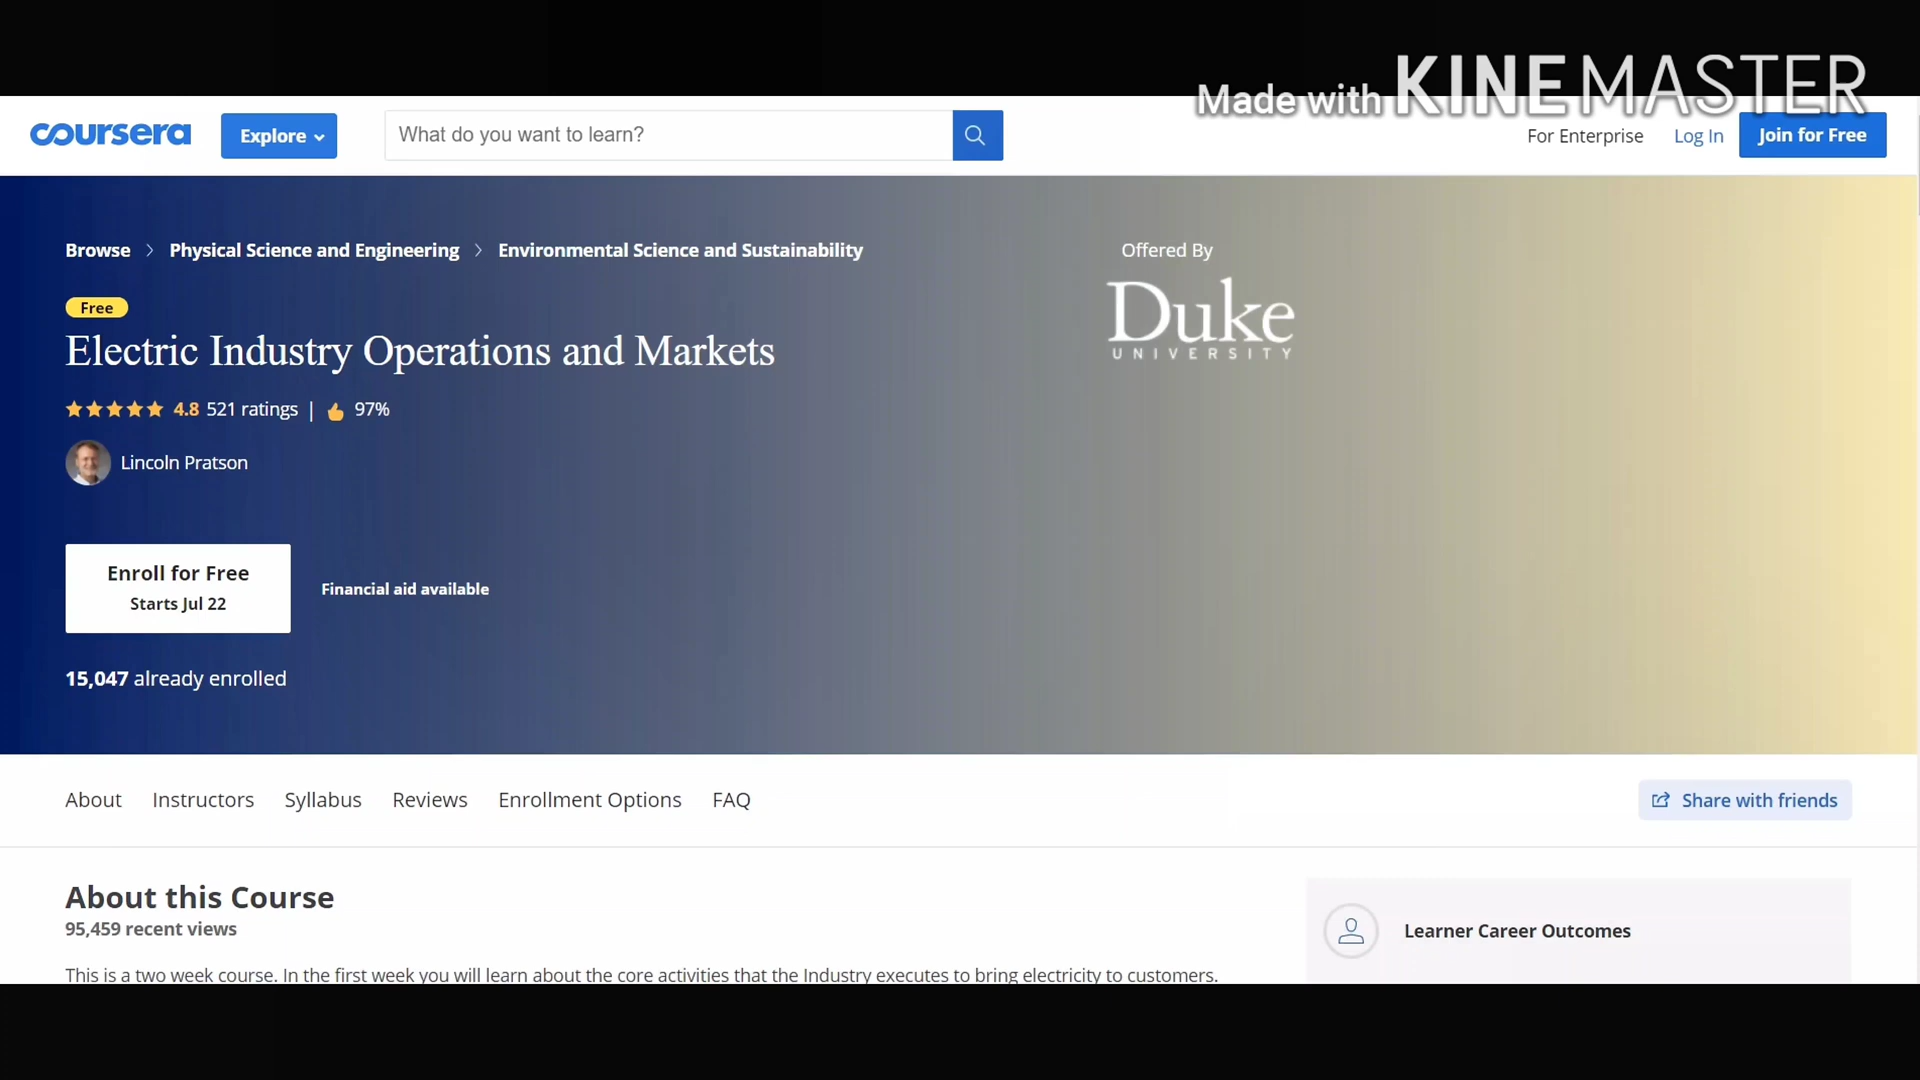 Made with KINEMASTER
coursera
Explore
What do you want to learn?
For Enterprise
Log In
Join for Free
Browse > Physical Science and Engineering > Environmental Science and Sustainability
Offered By
Duke
UNIVERSITY
Free
Electric Industry Operations and Markets
4.8 521 ratings | 97%
Lincoln Pratson
Enroll for Free
Starts Jul 22
Financial aid available
15,047 already enrolled
About Instructors Syllabus Reviews Enrollment Options FAQ
Share with friends
About this Course
95,459 recent views
This is a two week course. In the first week you will learn about the core activities that the Industry executes to bring electricity to customers.
Learner Career Outcomes